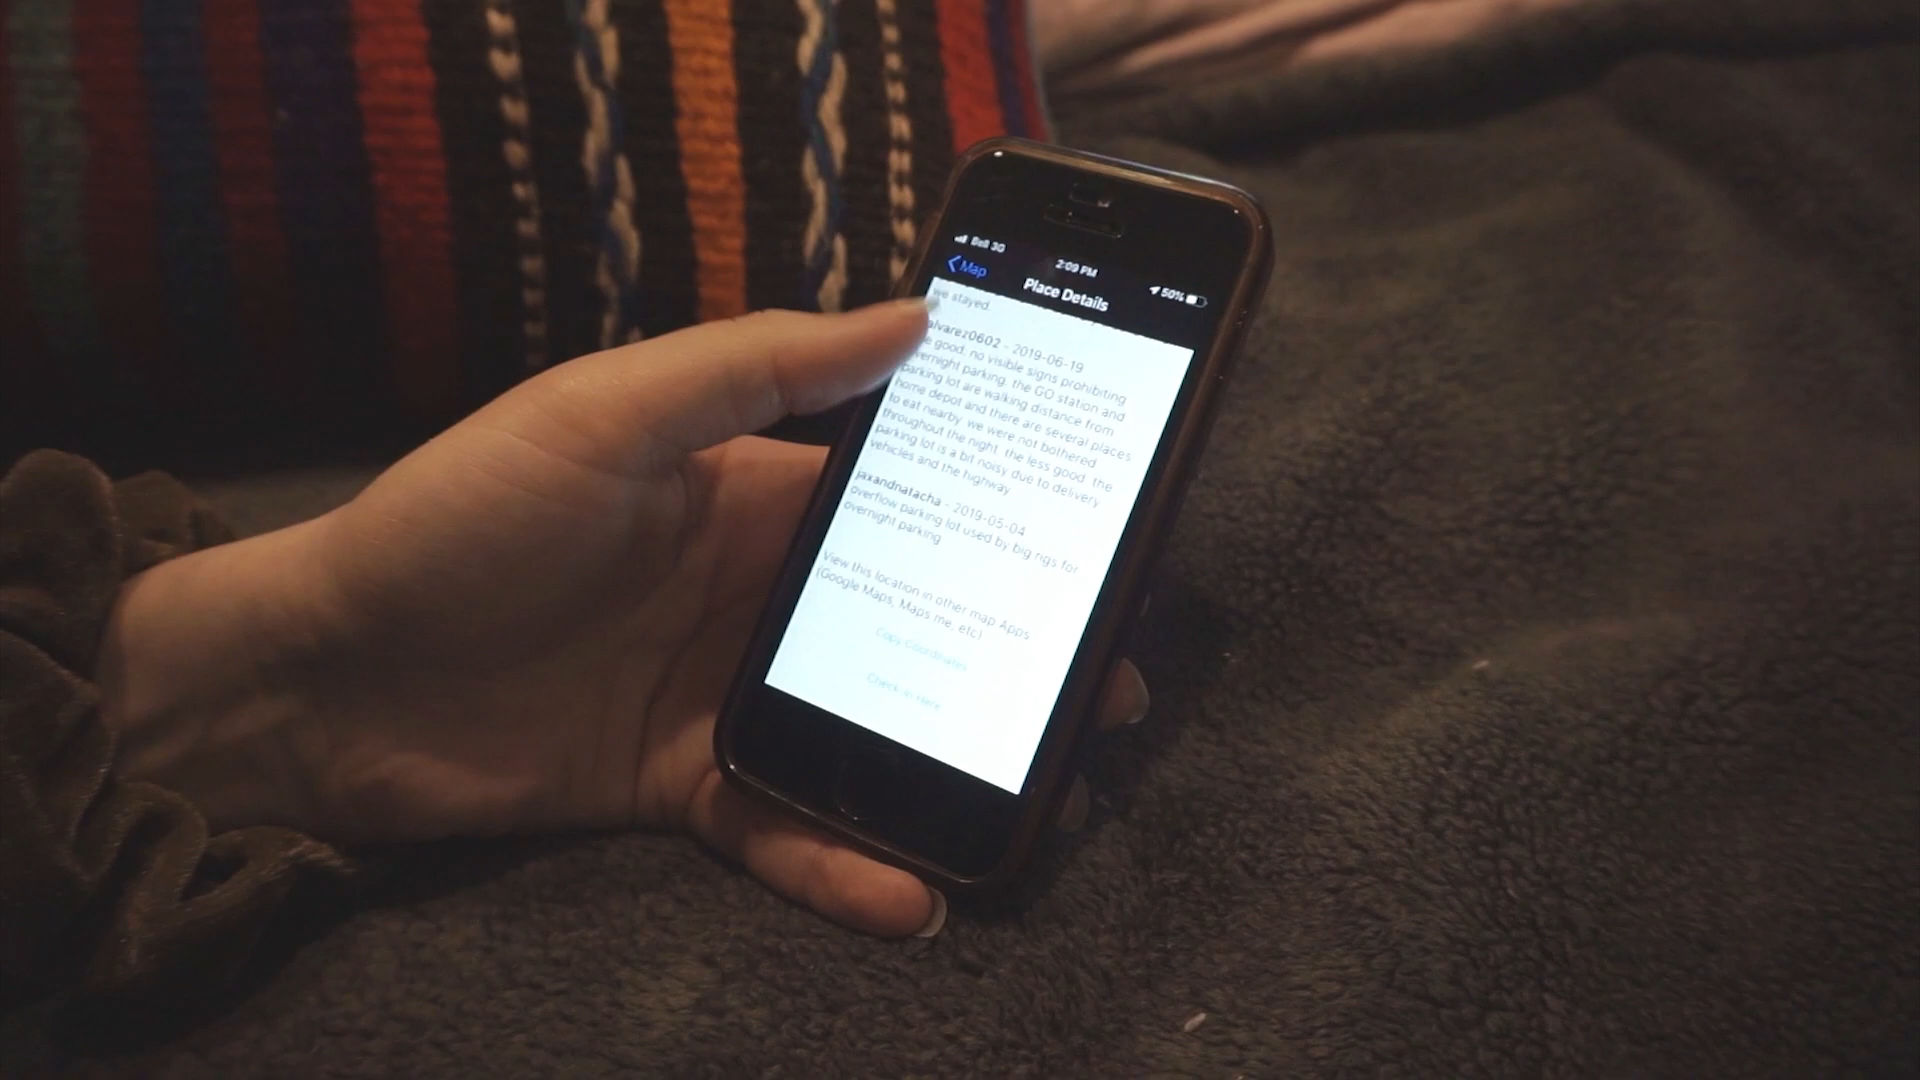 Bell 3G
2:09 PM
50%
Map
Place Details
we stayed.
alvarez0602 - 2019-06-19
good, no visible signs prohibiting
overnight parking. the GO station and
parking lot are walking distance from
home depot and there are several places
to eat nearby. we were not bothered
throughout the night. the less good: the
parking lot is a bit noisy due to delivery
vehicles and the highway
jaxandnatacha - 2019-05-04
overflow parking lot used by big rigs for
overnight parking
View this location in other map Apps
(Google Maps, Maps.me, etc)
Copy Coordinates
Check In Here